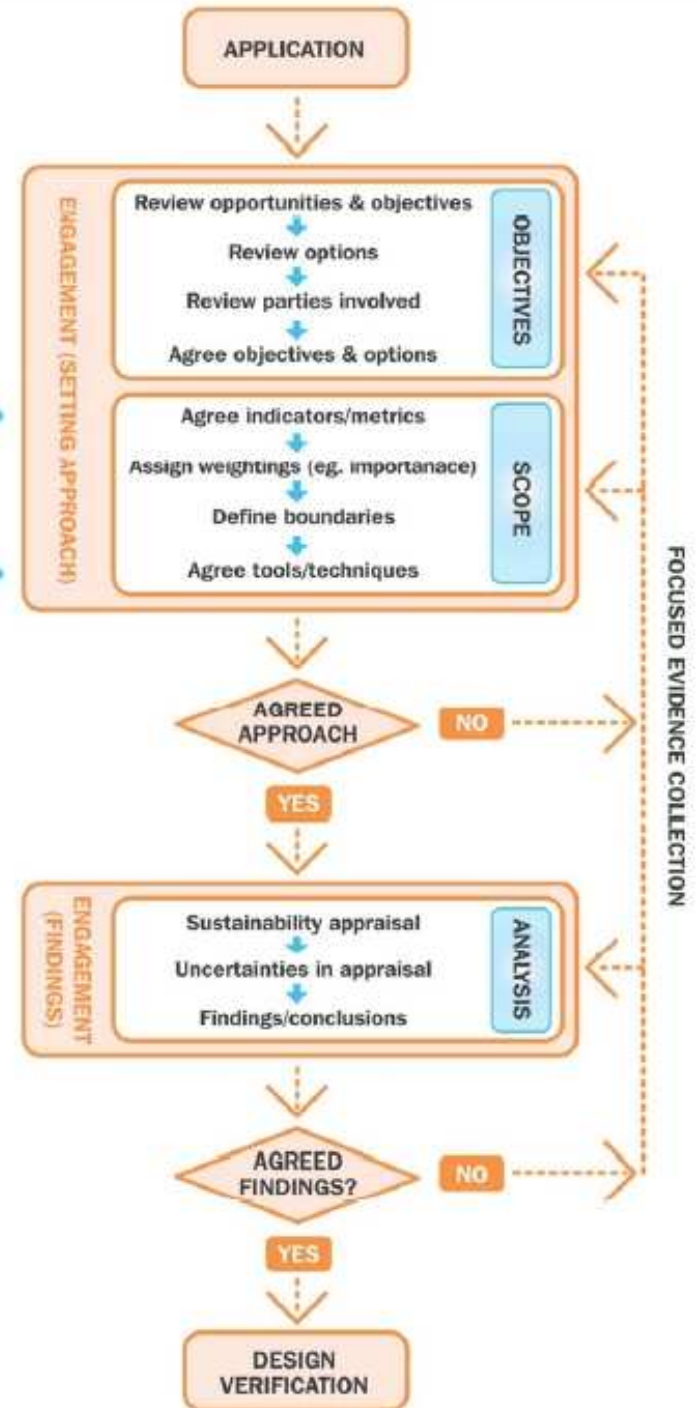 APPLICATION
ENGAGEMENT (SETTING APPROACH)
Review opportunities & objectives
Review options
Review parties involved
Agree objectives & options
OBJECTIVES
Agree indicators/metrics
Assign weightings (eg. importanace)
Define boundaries
Agree tools/techniques
SCOPE
FOCUSED EVIDENCE COLLECTION
AGREED
APPROACH
NO
YES
ENGAGEMENT
(FINDINGS)
Sustainability appraisal
Uncertainties in appraisal
Findings/conclusions
ANALYSIS
AGREED
FINDINGS?
NO
YES
DESIGN
VERIFICATION